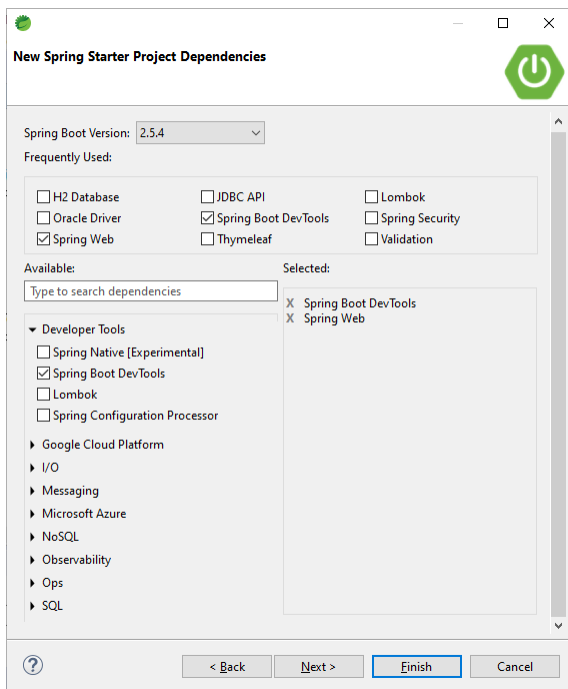 New Spring Starter Project Dependencies
Spring Boot Version: 2.5.4
Frequently Used:
H2 Database JDBC API Lombok
Oracle Driver Spring Boot DevTools Spring Security
Spring Web Thymeleaf Validation
Available: Selected:
Type to search dependencies
X Spring Boot DevTools
X Spring Web
Developer Tools
Spring Native [Experimental]
Spring Boot DevTools
Lombok
Spring Configuration Processor
Google Cloud Platform
I/O
Messaging
Microsoft Azure
NoSQL
Observability
Ops
SQL
? < Back Next > Finish Cancel